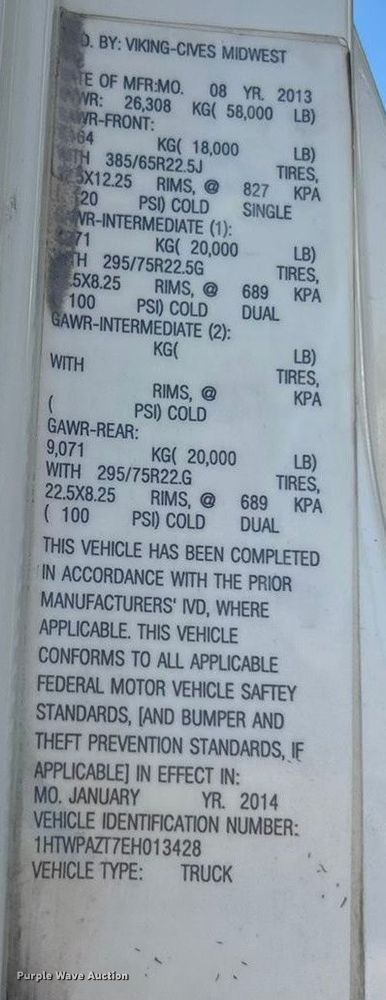 BY: VIKING-CIVES MIDWEST
OF MFR:MO. 08 YR. 2013
26,308 KG( 58,000 LB)
-FRONT:
KG( 18,000 LB)
385/65R22.5J TIRES,
X12.25 RIMS, @ 827 KPA
PSI) COLD SINGLE
-INTERMEDIATE (1):
KG( 20,000 LB)
295/75R22.5G TIRES,
.5X8.25 RIMS, @ 689 KPA
100 PSI) COLD DUAL
GAWR-INTERMEDIATE (2):
KG( LB)
WITH TIRES,
RIMS, @ KPA
( PSI) COLD
GAWR-REAR:
9,071 KG( 20,000 LB)
WITH 295/75R22.G TIRES,
22.5X8.25 RIMS, @ 689 KPA
( 100 PSI) COLD DUAL
THIS VEHICLE HAS BEEN COMPLETED
IN ACCORDANCE WITH THE PRIOR
MANUFACTURERS' IVD, WHERE
APPLICABLE. THIS VEHICLE
CONFORMS TO ALL APPLICABLE
FEDERAL MOTOR VEHICLE SAFTEY
STANDARDS, [AND BUMPER AND
THEFT PREVENTION STANDARDS, IF
APPLICABLE] IN EFFECT IN:
MO. JANUARY YR. 2014
VEHICLE IDENTIFICATION NUMBER:
1HTWPAZT7EH013428
VEHICLE TYPE: TRUCK
Purple Wave Auction